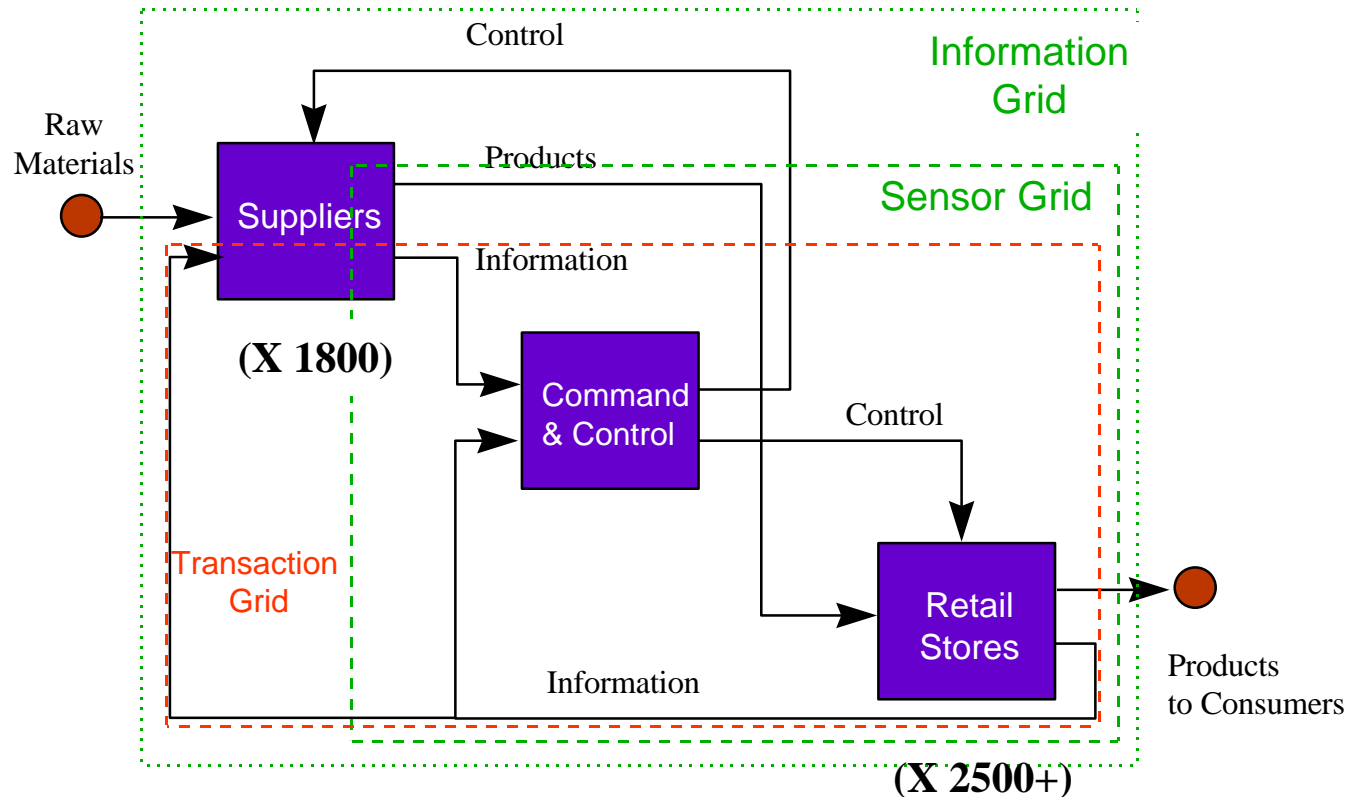 Control
Information
Grid
Raw
Materials
Products
Sensor Grid
Suppliers
Information
(X 1800)
Command
& Control
Control
Transaction
Grid
Retail
Stores
Information
Products
to Consumers
(X 2500+)